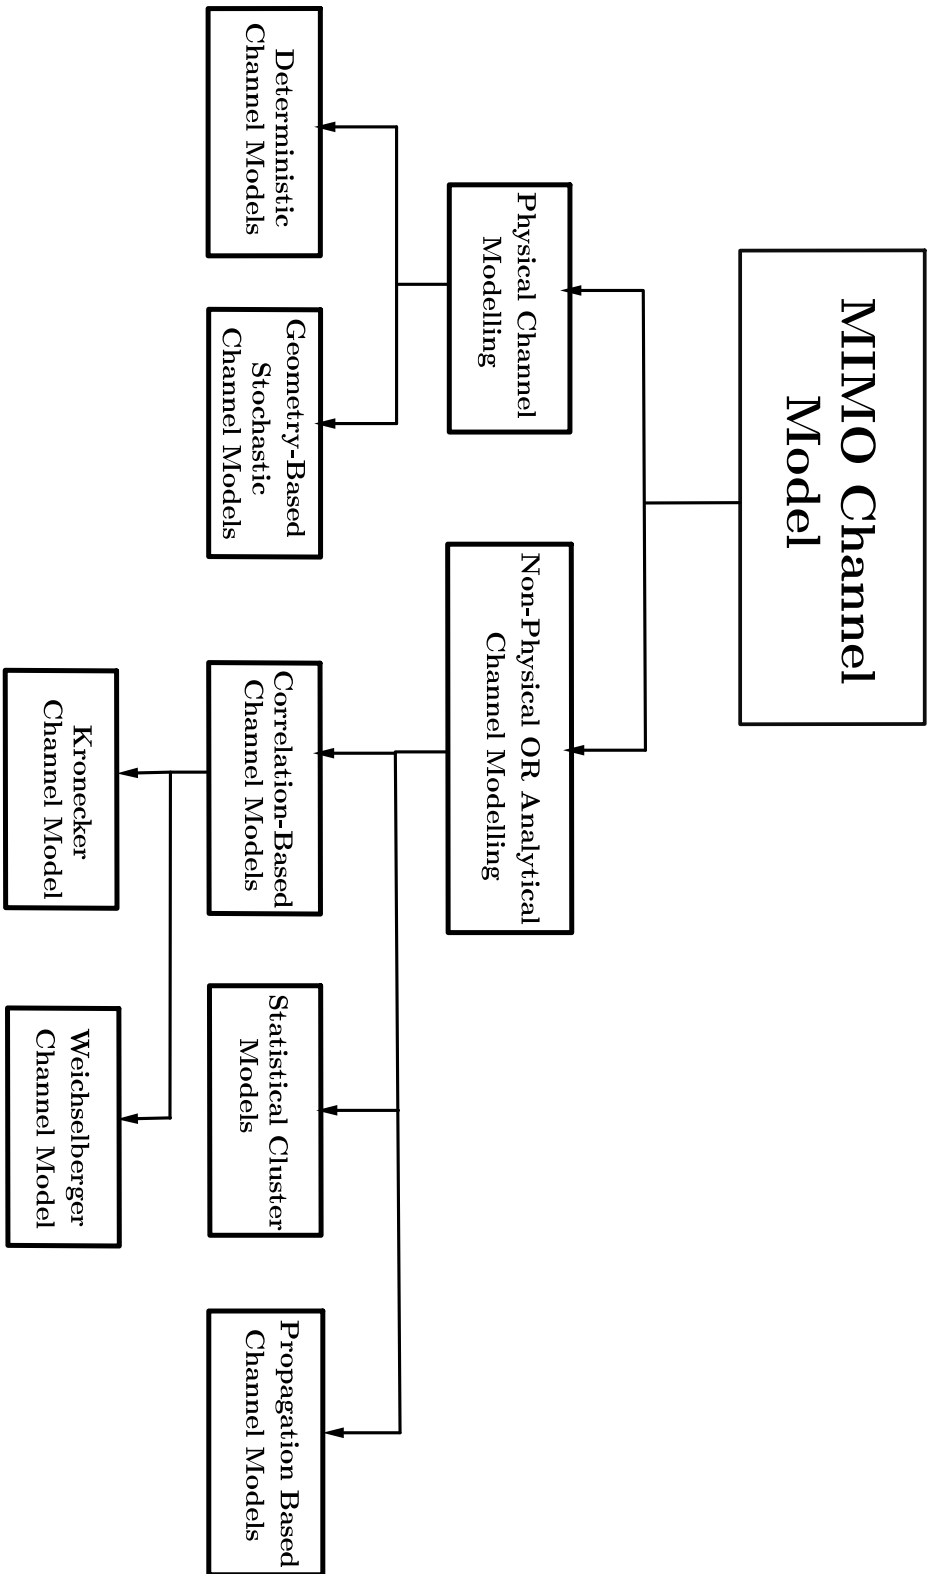 MIMO Channel
Model
Physical Channel
Modelling
Non-Physical OR Analytical
Channel Modelling
Deterministic
Channel Models
Geometry-Based
Stochastic
Channel Models
Correlation-Based
Channel Models
Statistical Cluster
Models
Propagation Based
Channel Models
Kronecker
Channel Model
Weichselberger
Channel Model